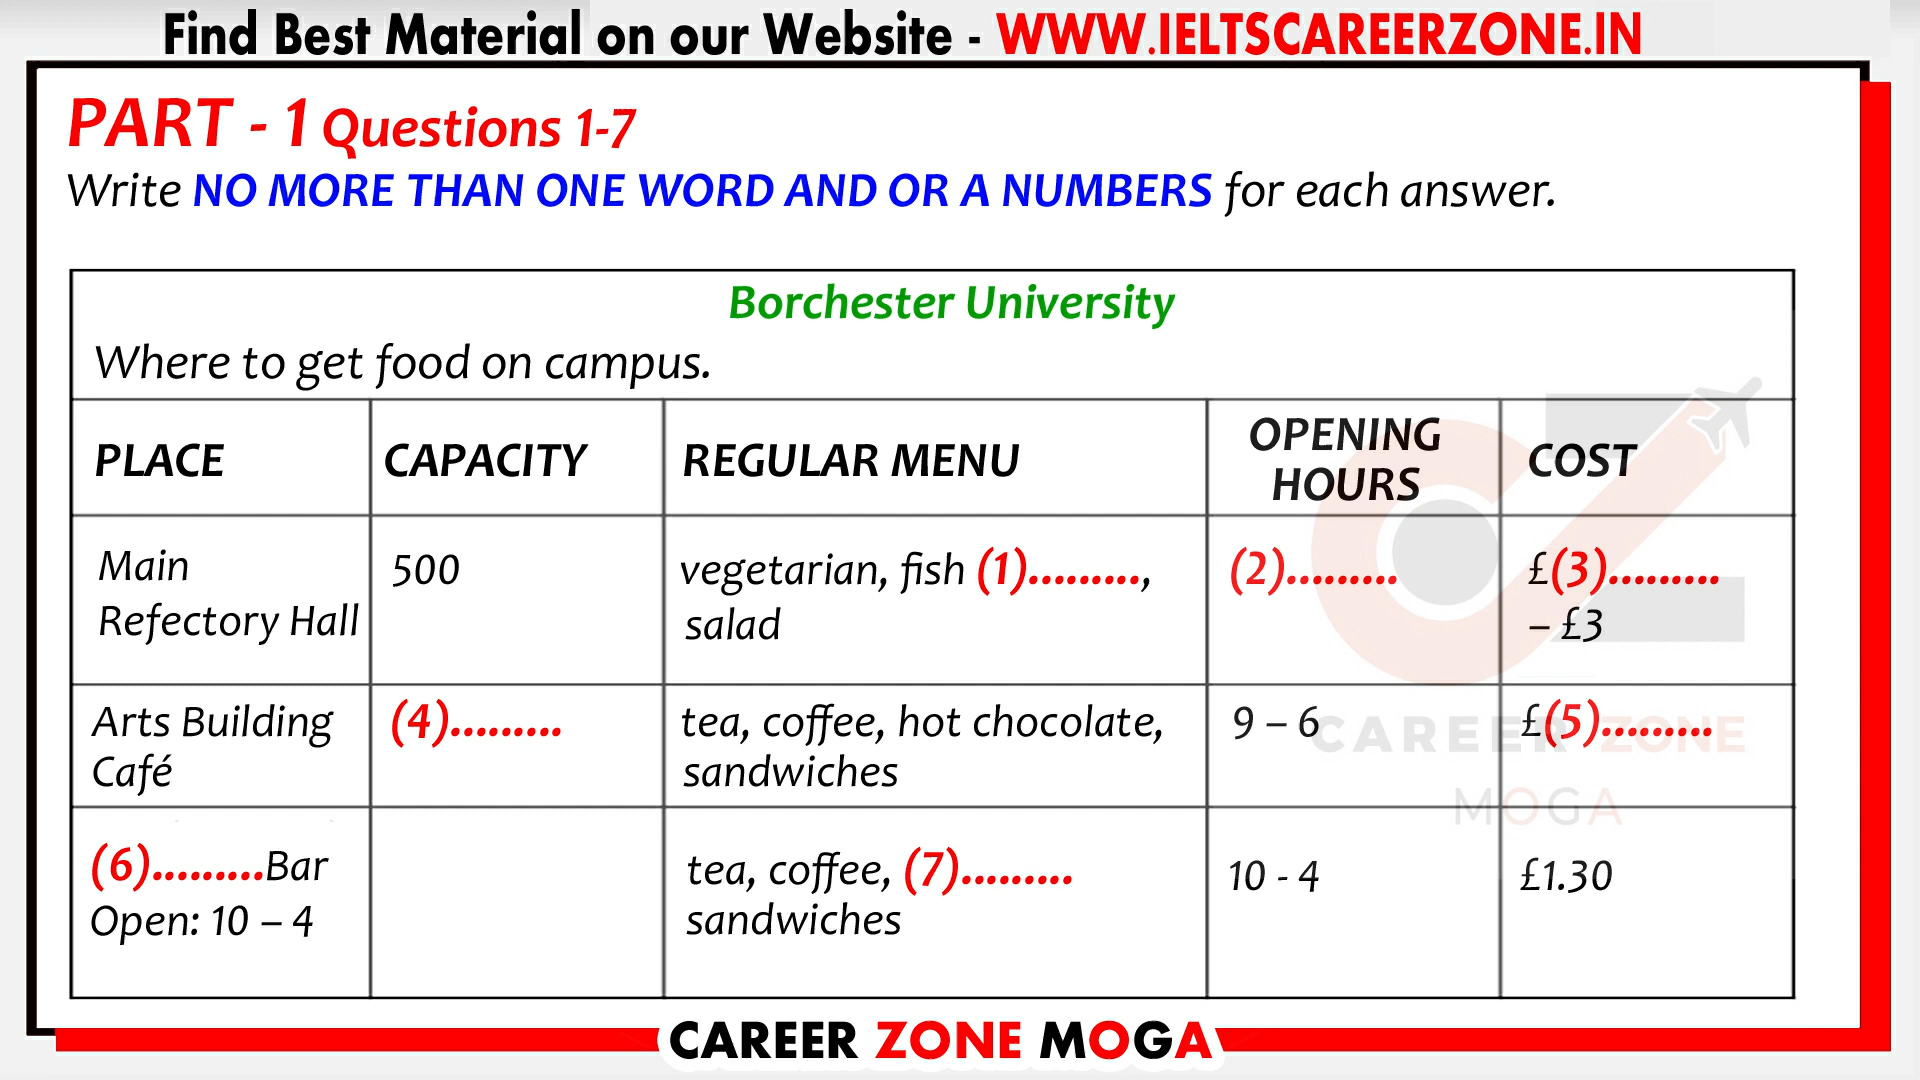 Find Best Material on our Website - WWW.IELTSCAREERZONE.IN
PART - 1 Questions 1-7
Write NO MORE THAN ONE WORD AND OR A NUMBERS for each answer.
Borchester University
Where to get food on campus.
PLACE CAPACITY REGULAR MENU OPENING HOURS COST
Main Refectory Hall
500
vegetarian, fish (1)........., 
salad
(2).........
£(3).........
– £3
Arts Building
Café
(4).........
tea, coffee, hot chocolate,
sandwiches
9 – 6
£(5).........
(6).........Bar
Open: 10 – 4
tea, coffee, (7).........
sandwiches
10 - 4
£1.30
CAREER ZONE
MOGA
CAREER ZONE MOGA